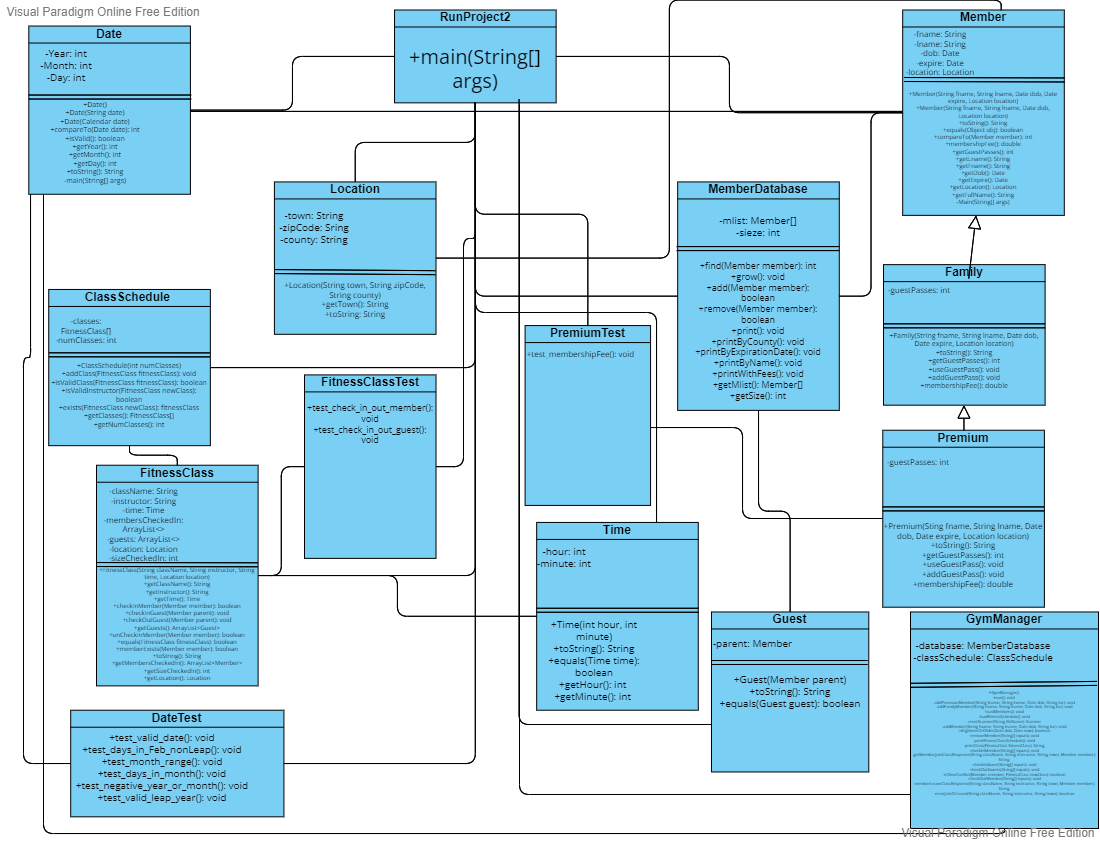 Visual Paradigm Online Free Edition
Date
-Year: int
-Month: int
-Day: int
+Date()
+Date(String date)
+Date(Calendar date)
+compareTo(Date date): int
+isValid(): boolean
+getYear(): int
+getMonth(): int
+getDay(): int
+toString(): String
-main(String[] args)
RunProject2
+main(String[]
args)
Member
-fname: String
-lname: String
-dob: Date
-expire: Date
-location: Location
+Member(String fname, String lname, Date dob, Date
expire, Location location)
+Member(String fname, String lname, Date dob,
Location location)
+toString(): String
+equals(Object obj): boolean
+compareTo(Member member): int
+membershipFee(): double
+getGuestPasses(): int
+getLname(): String
+getFname(): String
+getDob(): Date
+getExpire(): Date
+getLocation(): Location
+getFullName(): String
-Main(String[] args)
Location
-town: String
-zipCode: Sring
-county: String
+Location(String town, String zipCode,
String county)
+getTown(): String
+toString: String
MemberDatabase
-mlist: Member[]
-sieze: int
+find(Member member): int
+grow(): void
+add(Member member):
boolean
+remove(Member member):
boolean
+print(): void
+printByCounty(): void
+printByExpirationDate(): void
+printByName(): void
+printWithFees(): void
+getMlist(): Member[]
+getSize(): int
Family
-guestPasses: int
+Family(String fname, String lname, Date dob,
Date expire, Location location)
+toString(): String
+getGuestPasses(): int
+useGuestPass(): void
+addGuestPass(): void
+membershipFee(): double
ClassSchedule
-classes:
FitnessClass[]
-numClasses: int
+ClassSchedule(int numClasses)
+addClass(FitnessClass fitnessClass): void
+isValidClass(FitnessClass fitnessClass): boolean
+isValidInstructor(FitnessClass newClass):
boolean
+exists(FitnessClass newClass): fitnessClass
+getClasses(): FitnessClass[]
+getNumClasses(): int
PremiumTest
+test_membershipFee(): void
FitnessClassTest
+test_check_in_out_member():
void
+test_check_in_out_guest():
void
Premium
-guestPasses: int
+Premium(Sting fname, String lname, Date
dob, Date expire, Location location)
+toString(): String
+getGuestPasses(): int
+useGuestPass(): void
+addGuestPass(): void
+membershipFee(): double
FitnessClass
-className: String
-instructor: String
-time: Time
-membersCheckedIn:
ArrayList<>
-guests: ArrayList<>
-location: Location
-sizeCheckedIn: int
+FitnessClass(String className, String instructor, String
time, Location location)
+getClassName(): String
+getInstructor(): String
+getTime(): Time
+checkInMember(Member member): boolean
+checkInGuest(Member parent): void
+checkOutGuest(Member parent): void
+getGuests(): ArrayList<Guest>
+unCheckInMember(Member member): boolean
+equals(FitnessClass fitnessClass): boolean
+memberExists(Member member): boolean
+toString(): String
+getMembersCheckedIn(): ArrayList<Member>
+getSizeCheckedIn(): int
+getLocation(): Location
Time
-hour: int
-minute: int
+Time(int hour, int
minute)
+toString(): String
+equals(Time time):
boolean
+getHour(): int
+getMinute(): int
Guest
-parent: Member
+Guest(Member parent)
+toString(): String
+equals(Guest guest): boolean
GymManager
-database: MemberDatabase
-classSchedule: ClassSchedule
+GymManager()
+run(): void
DateTest
+test_valid_date(): void
+test_days_in_Feb_nonLeap(): void
+test_month_range(): void
+test_days_in_month(): void
+test_negative_year_or_month(): void
+test_valid_leap_year(): void
Visual Paradigm Online Free Edition